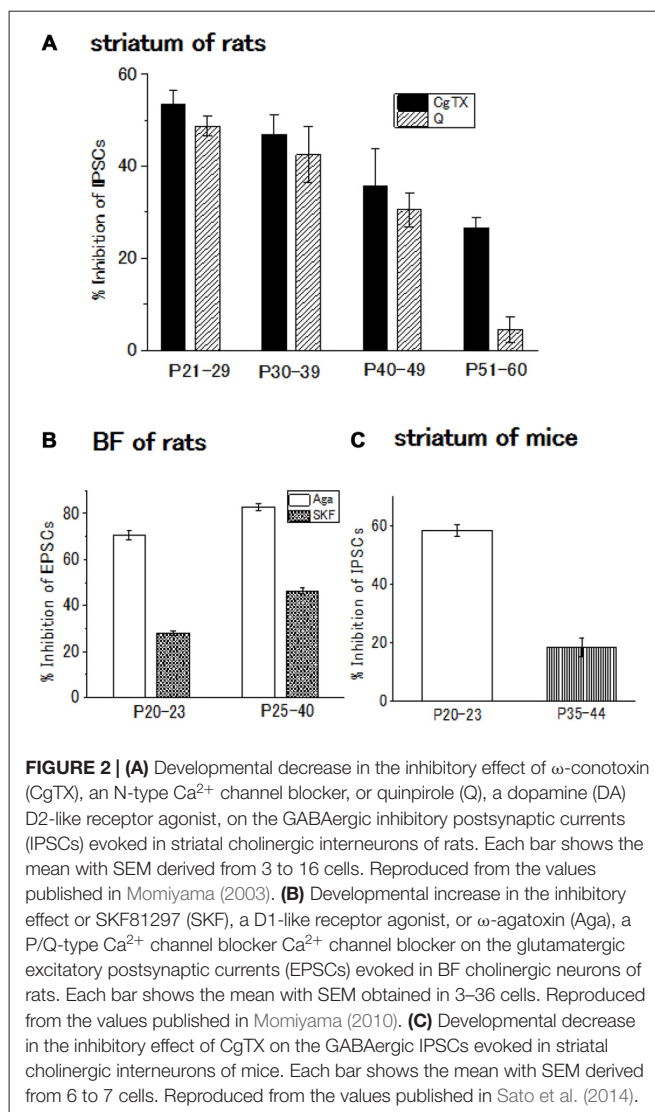 A striatum of rats
60
CgTX
Q
40
20
0
% Inhibition of IPSCs
P21-29 P30-39 P40-49 P51-60
B BF of rats
Aga
SKF
80
60
40
20
0
% Inhibition of EPSCs
P20-23 P25-40
C striatum of mice
60
40
20
0
% Inhibition of IPSCs
P20-23 P35-44
FIGURE 2 | (A) Developmental decrease in the inhibitory effect of ω-conotoxin
(CgTX), an N-type Ca²⁺ channel blocker, or quinpirole (Q), a dopamine (DA)
D2-like receptor agonist, on the GABAergic inhibitory postsynaptic currents
(IPSCs) evoked in striatal cholinergic interneurons of rats. Each bar shows the
mean with SEM derived from 3 to 16 cells. Reproduced from the values
published in Momiyama (2003). (B) Developmental increase in the inhibitory
effect or SKF81297 (SKF), a D1-like receptor agonist, or ω-agatoxin (Aga), a
P/Q-type Ca²⁺ channel blocker Ca²⁺ channel blocker on the glutamatergic
excitatory postsynaptic currents (EPSCs) evoked in BF cholinergic neurons of
rats. Each bar shows the mean with SEM obtained in 3–36 cells. Reproduced
from the values published in Momiyama (2010). (C) Developmental decrease
in the inhibitory effect of CgTX on the GABAergic IPSCs evoked in striatal
cholinergic interneurons of mice. Each bar shows the mean with SEM derived
from 6 to 7 cells. Reproduced from the values published in Sato et al. (2014).